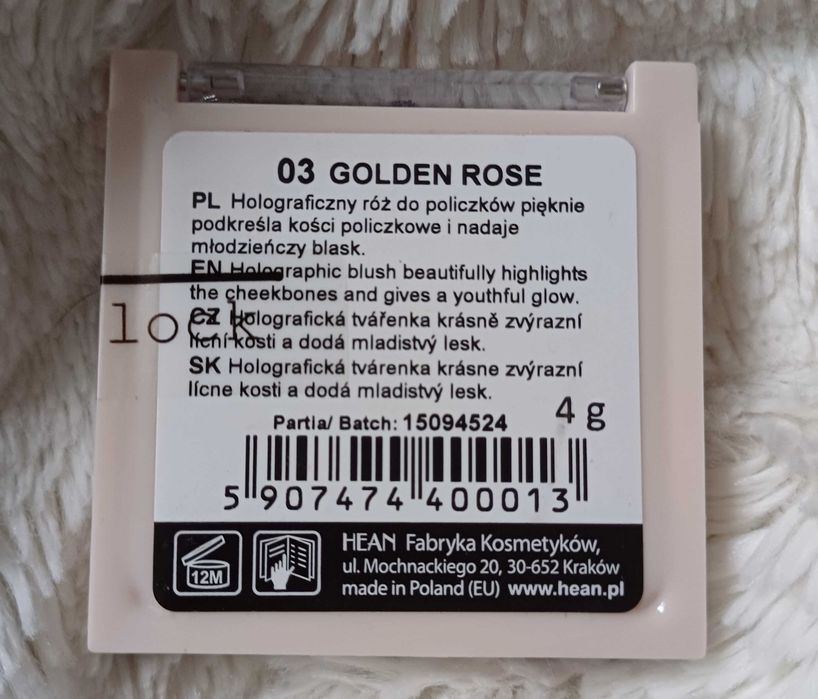 03 GOLDEN ROSE
PL Holograficzny róż do policzków pięknie
podkreśla kości policzkowe i nadaje
młodzieńczy blask.
EN Holographic blush beautifully highlights
the cheekbones and gives a youthful glow.
CZ Holografická tvářenka krásně zvýrazní
lícní kosti a dodá mladistvý lesk.
lock
SK Holografická tvárenka krásne zvýrazní
lícne kosti a dodá mladistvý lesk.
4 g
Partia/ Batch: 15094524
5 907474 400013
12M
HEAN Fabryka Kosmetyków,
ul. Mochnackiego 20, 30-652 Kraków
made in Poland (EU) www.hean.pl